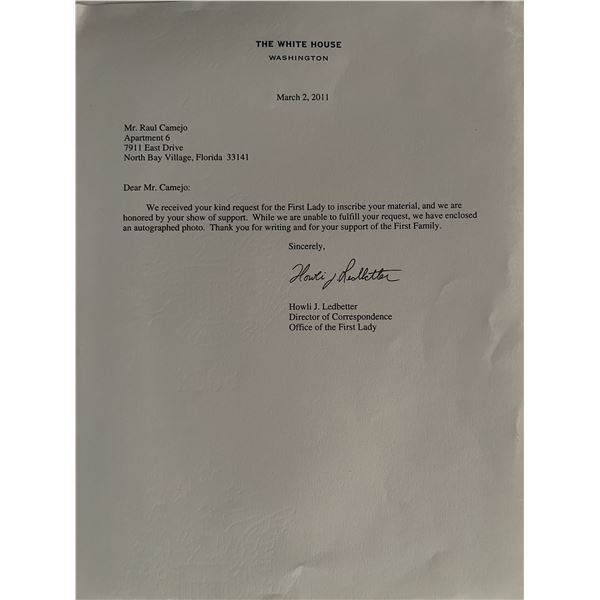 THE WHITE HOUSE
WASHINGTON
March 2, 2011
Mr. Raul Camejo
Apartment 6
7911 East Drive
North Bay Village, Florida 33141
Dear Mr. Camejo:
We received your kind request for the First Lady to inscribe your material, and we are
honored by your show of support. While we are unable to fulfill your request, we have enclosed
an autographed photo. Thank you for writing and for your support of the First Family.
Sincerely,
Howli J Ledbetter
Howli J. Ledbetter
Director of Correspondence
Office of the First Lady